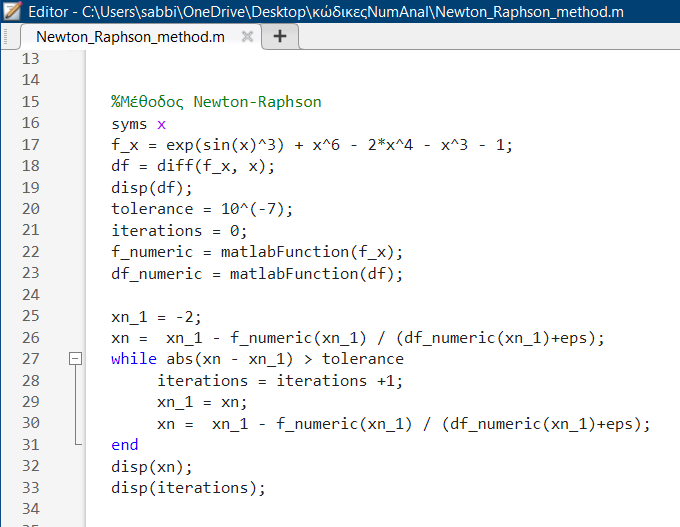 Editor - C:\Users\sabbi\OneDrive\Desktop\κώδικεςNumAnal\Newton_Raphson_method.m
Newton_Raphson_method.m × +
13
14
15 %Μέθοδος Newton-Raphson
16 syms x
17 f_x = exp(sin(x)^3) + x^6 - 2*x^4 - x^3 - 1;
18 df = diff(f_x, x);
19 disp(df);
20 tolerance = 10^(-7);
21 iterations = 0;
22 f_numeric = matlabFunction(f_x);
23 df_numeric = matlabFunction(df);
24
25 xn_1 = -2;
26 xn =  xn_1 - f_numeric(xn_1) / (df_numeric(xn_1)+eps);
27 while abs(xn - xn_1) > tolerance
28 iterations = iterations +1;
29 xn_1 = xn;
30 xn =  xn_1 - f_numeric(xn_1) / (df_numeric(xn_1)+eps);
31 end
32 disp(xn);
33 disp(iterations);
34